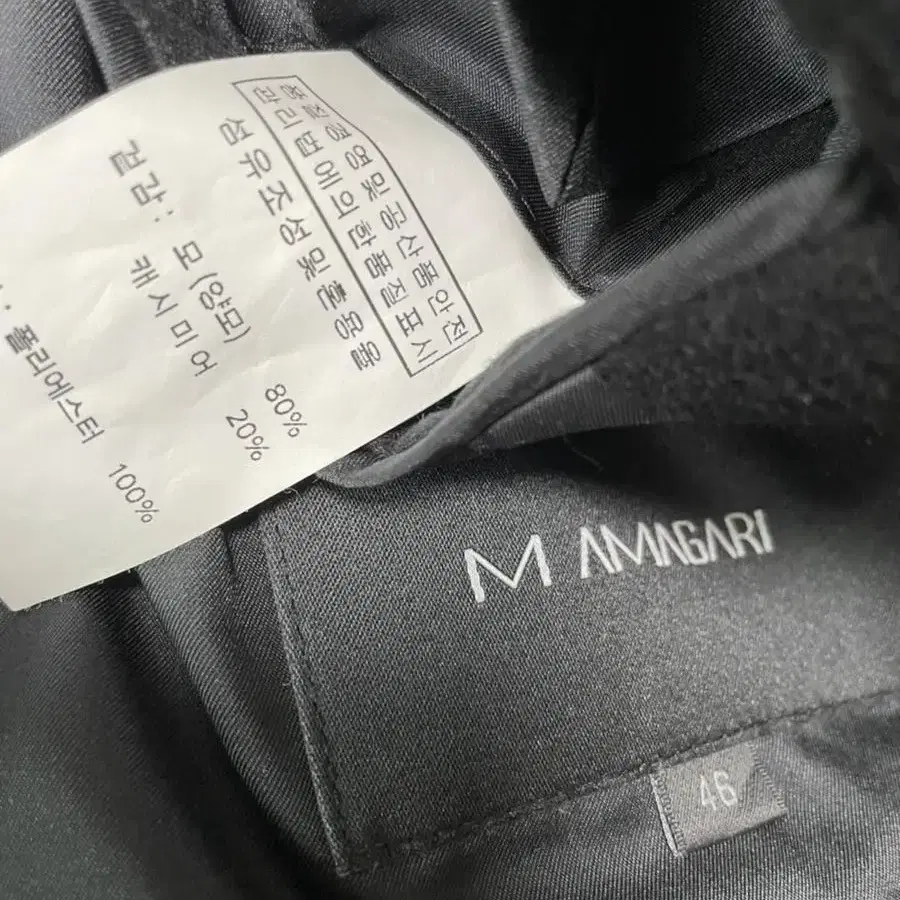 품질경영및공산품안전
관리법에의한품질표시
섬유조성및혼용율
겉감: 모(양모) 80%
캐시미어 20%
: 폴리에스터 100%
M AMAGARI
46